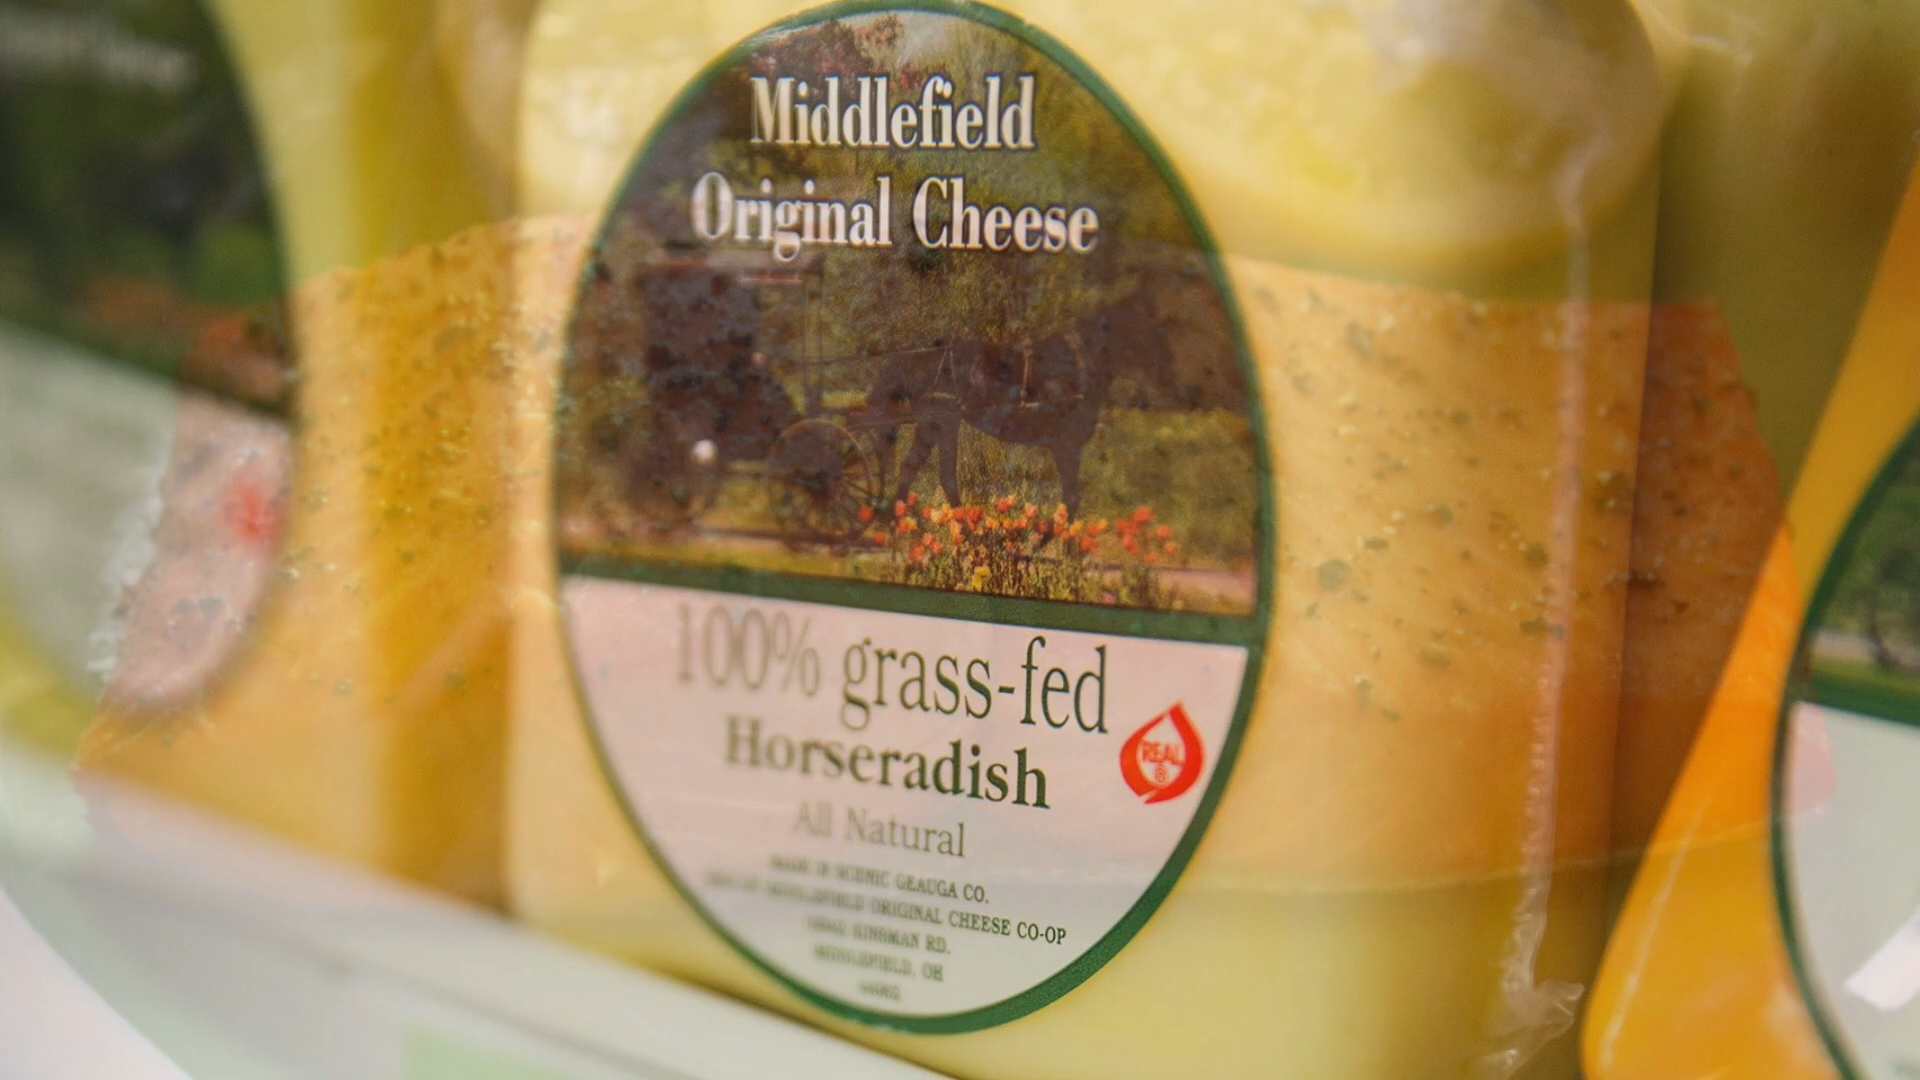 Middlefield
Original Cheese
100% grass-fed
Horseradish
REAL
All Natural
MADE IN SCENIC GEAUGA CO.
MIDDLEFIELD ORIGINAL CHEESE CO-OP
KINSMAN RD.
MIDDLEFIELD, OH
44062